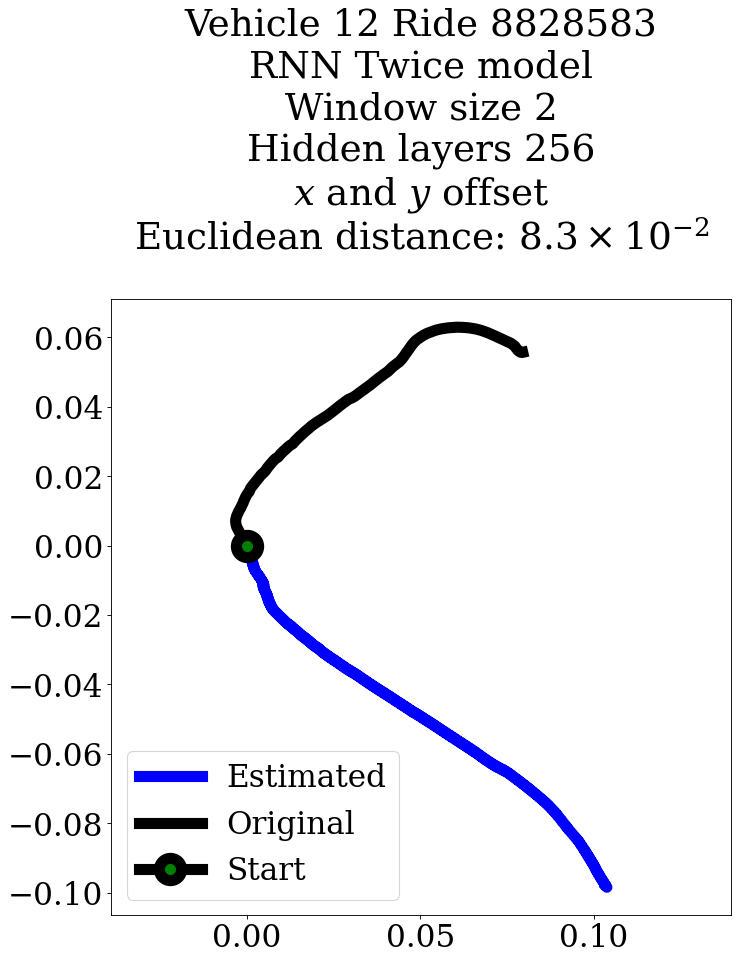 Vehicle 12 Ride 8828583
RNN Twice model
Window size 2
Hidden layers 256
x and y offset
Euclidean distance: 8.3 × 10⁻²
0.06
0.04
0.02
0.00
−0.02
−0.04
−0.06
−0.08
−0.10
Estimated
Original
Start
0.00 0.05 0.10